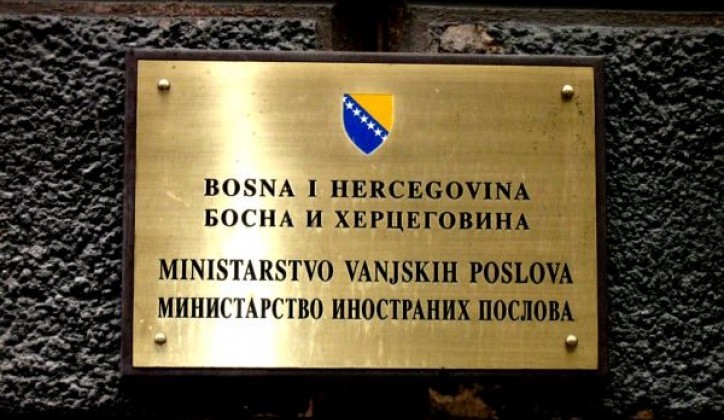 BOSNA I HERCEGOVINA
БОСНА И ХЕРЦЕГОВИНА
MINISTARSTVO VANJSKIH POSLOVA
МИНИСТАРСТВО ИНОСТРАНИХ ПОСЛОВА